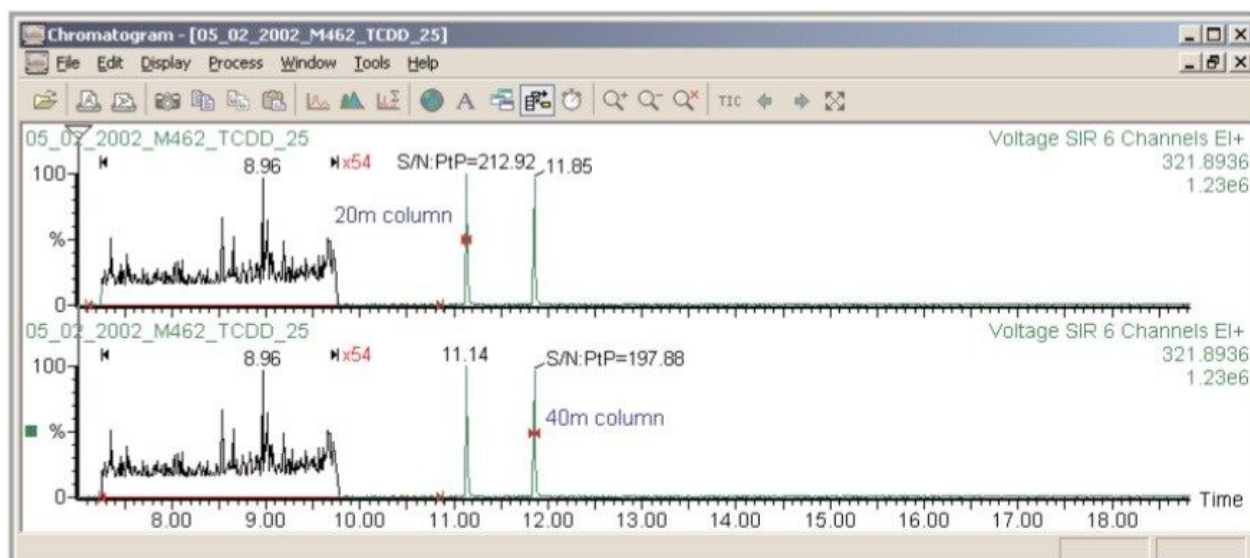 Chromatogram - [05_02_2002_M462_TCDD_25]
File Edit Display Process Window Tools Help
TIC
05_02_2002_M462_TCDD_25 Voltage SIR 6 Channels EI+
8.96 x54 S/N:PtP=212.92 11.85 321.8936
100 1.23e6
20m column
%
0
05_02_2002_M462_TCDD_25 Voltage SIR 6 Channels EI+
8.96 x54 11.14 S/N:PtP=197.88 321.8936
100 1.23e6
40m column
%
0 Time
8.00 9.00 10.00 11.00 12.00 13.00 14.00 15.00 16.00 17.00 18.00